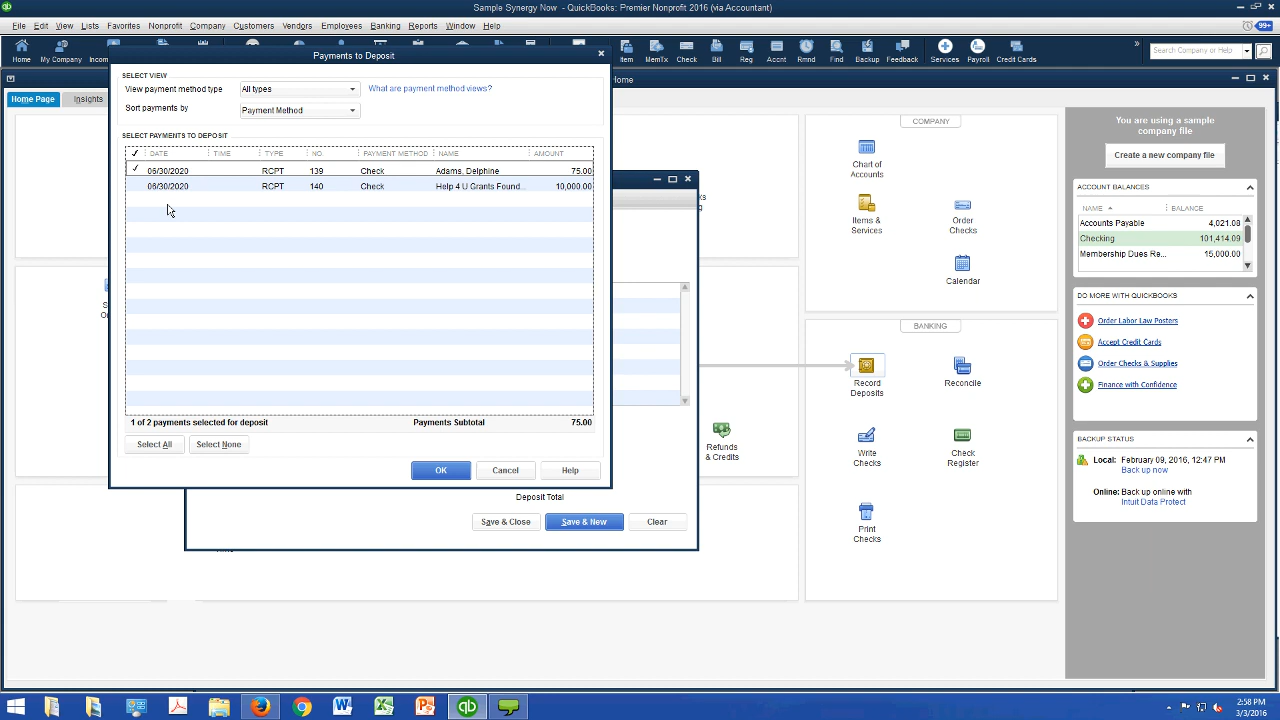 Sample Synergy Now - QuickBooks: Premier Nonprofit 2016 (via Accountant)
File Edit View Lists Favorites Nonprofit Company Customers Vendors Employees Banking Reports Window Help
99+
Home My Company Incom Item MemTx Check Bill Reg Accnt Rmnd Find Backup Feedback Services Payroll Credit Cards » Search Company or Help
Payments to Deposit
Home
SELECT VIEW
View payment method type All types What are payment method views?
Sort payments by Payment Method
SELECT PAYMENTS TO DEPOSIT
✓ DATE TIME TYPE NO. PAYMENT METHOD NAME AMOUNT
✓ 06/30/2020 RCPT 139 Check Adams, Delphine 75.00
06/30/2020 RCPT 140 Check Help 4 U Grants Found... 10,000.00
1 of 2 payments selected for deposit Payments Subtotal 75.00
Select All Select None
OK Cancel Help
Deposit Total
Save & Close Save & New Clear
Home Page Insights
Refunds
& Credits
COMPANY
Chart of
Accounts
Items &
Services
Order
Checks
Calendar
BANKING
Record
Deposits
Reconcile
Write
Checks
Check
Register
Print
Checks
You are using a sample
company file
Create a new company file
ACCOUNT BALANCES
NAME BALANCE
Accounts Payable 4,021.08
Checking 101,414.09
Membership Dues Re... 15,000.00
DO MORE WITH QUICKBOOKS
Order Labor Law Posters
Accept Credit Cards
Order Checks & Supplies
Finance with Confidence
BACKUP STATUS
Local: February 09, 2016, 12:47 PM
Back up now
Online: Back up online with
Intuit Data Protect
2:58 PM
3/3/2016